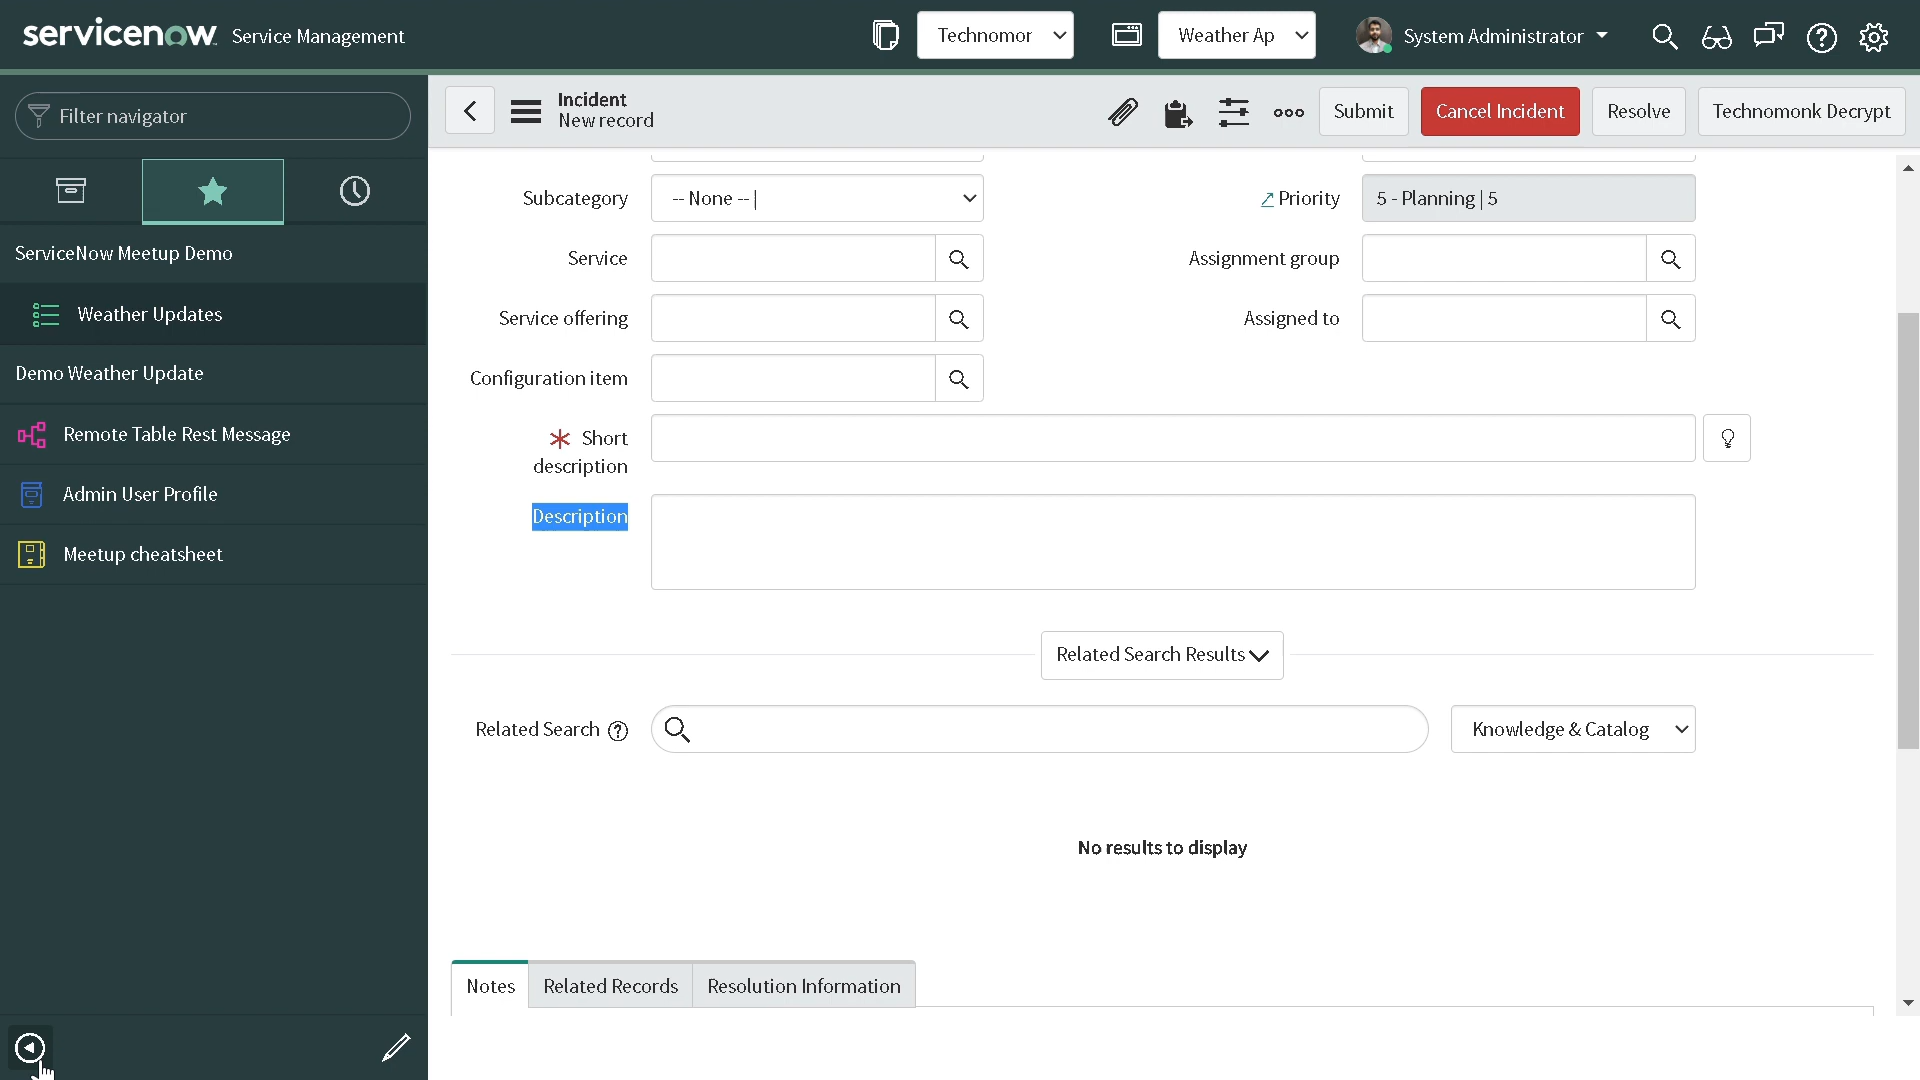 servicenow Service Management
Technomor
Weather Ap
System Administrator
Filter navigator
ServiceNow Meetup Demo
Weather Updates
Demo Weather Update
Remote Table Rest Message
Admin User Profile
Meetup cheatsheet
Incident
New record
Submit
Cancel Incident
Resolve
Technomonk Decrypt
Subcategory
-- None -- |
Priority
5 - Planning | 5
Service
Assignment group
Service offering
Assigned to
Configuration item
Short
description
Description
Related Search Results
Related Search
Knowledge & Catalog
No results to display
Notes
Related Records
Resolution Information